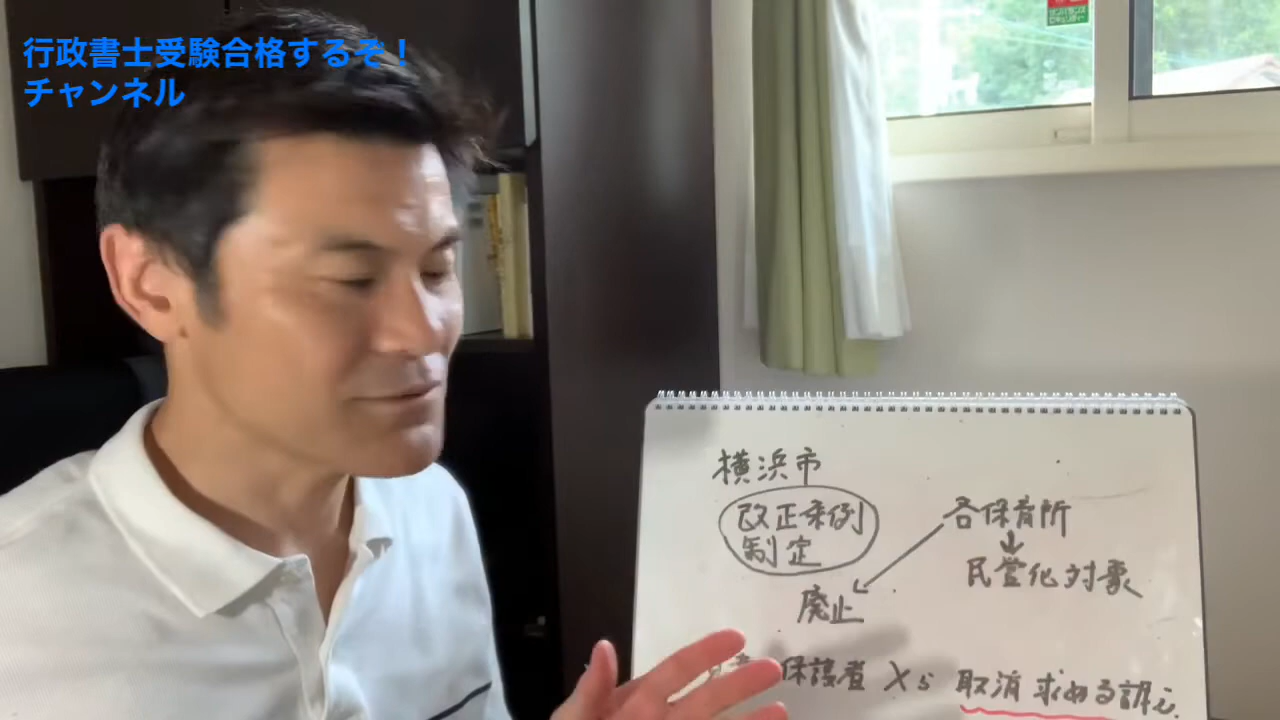 行政書士受験合格するぞ！
チャンネル
横浜市
改正条例
制定
各保育所
↓
民営化対象
廃止
保護者 Xら 取消求める訴え.